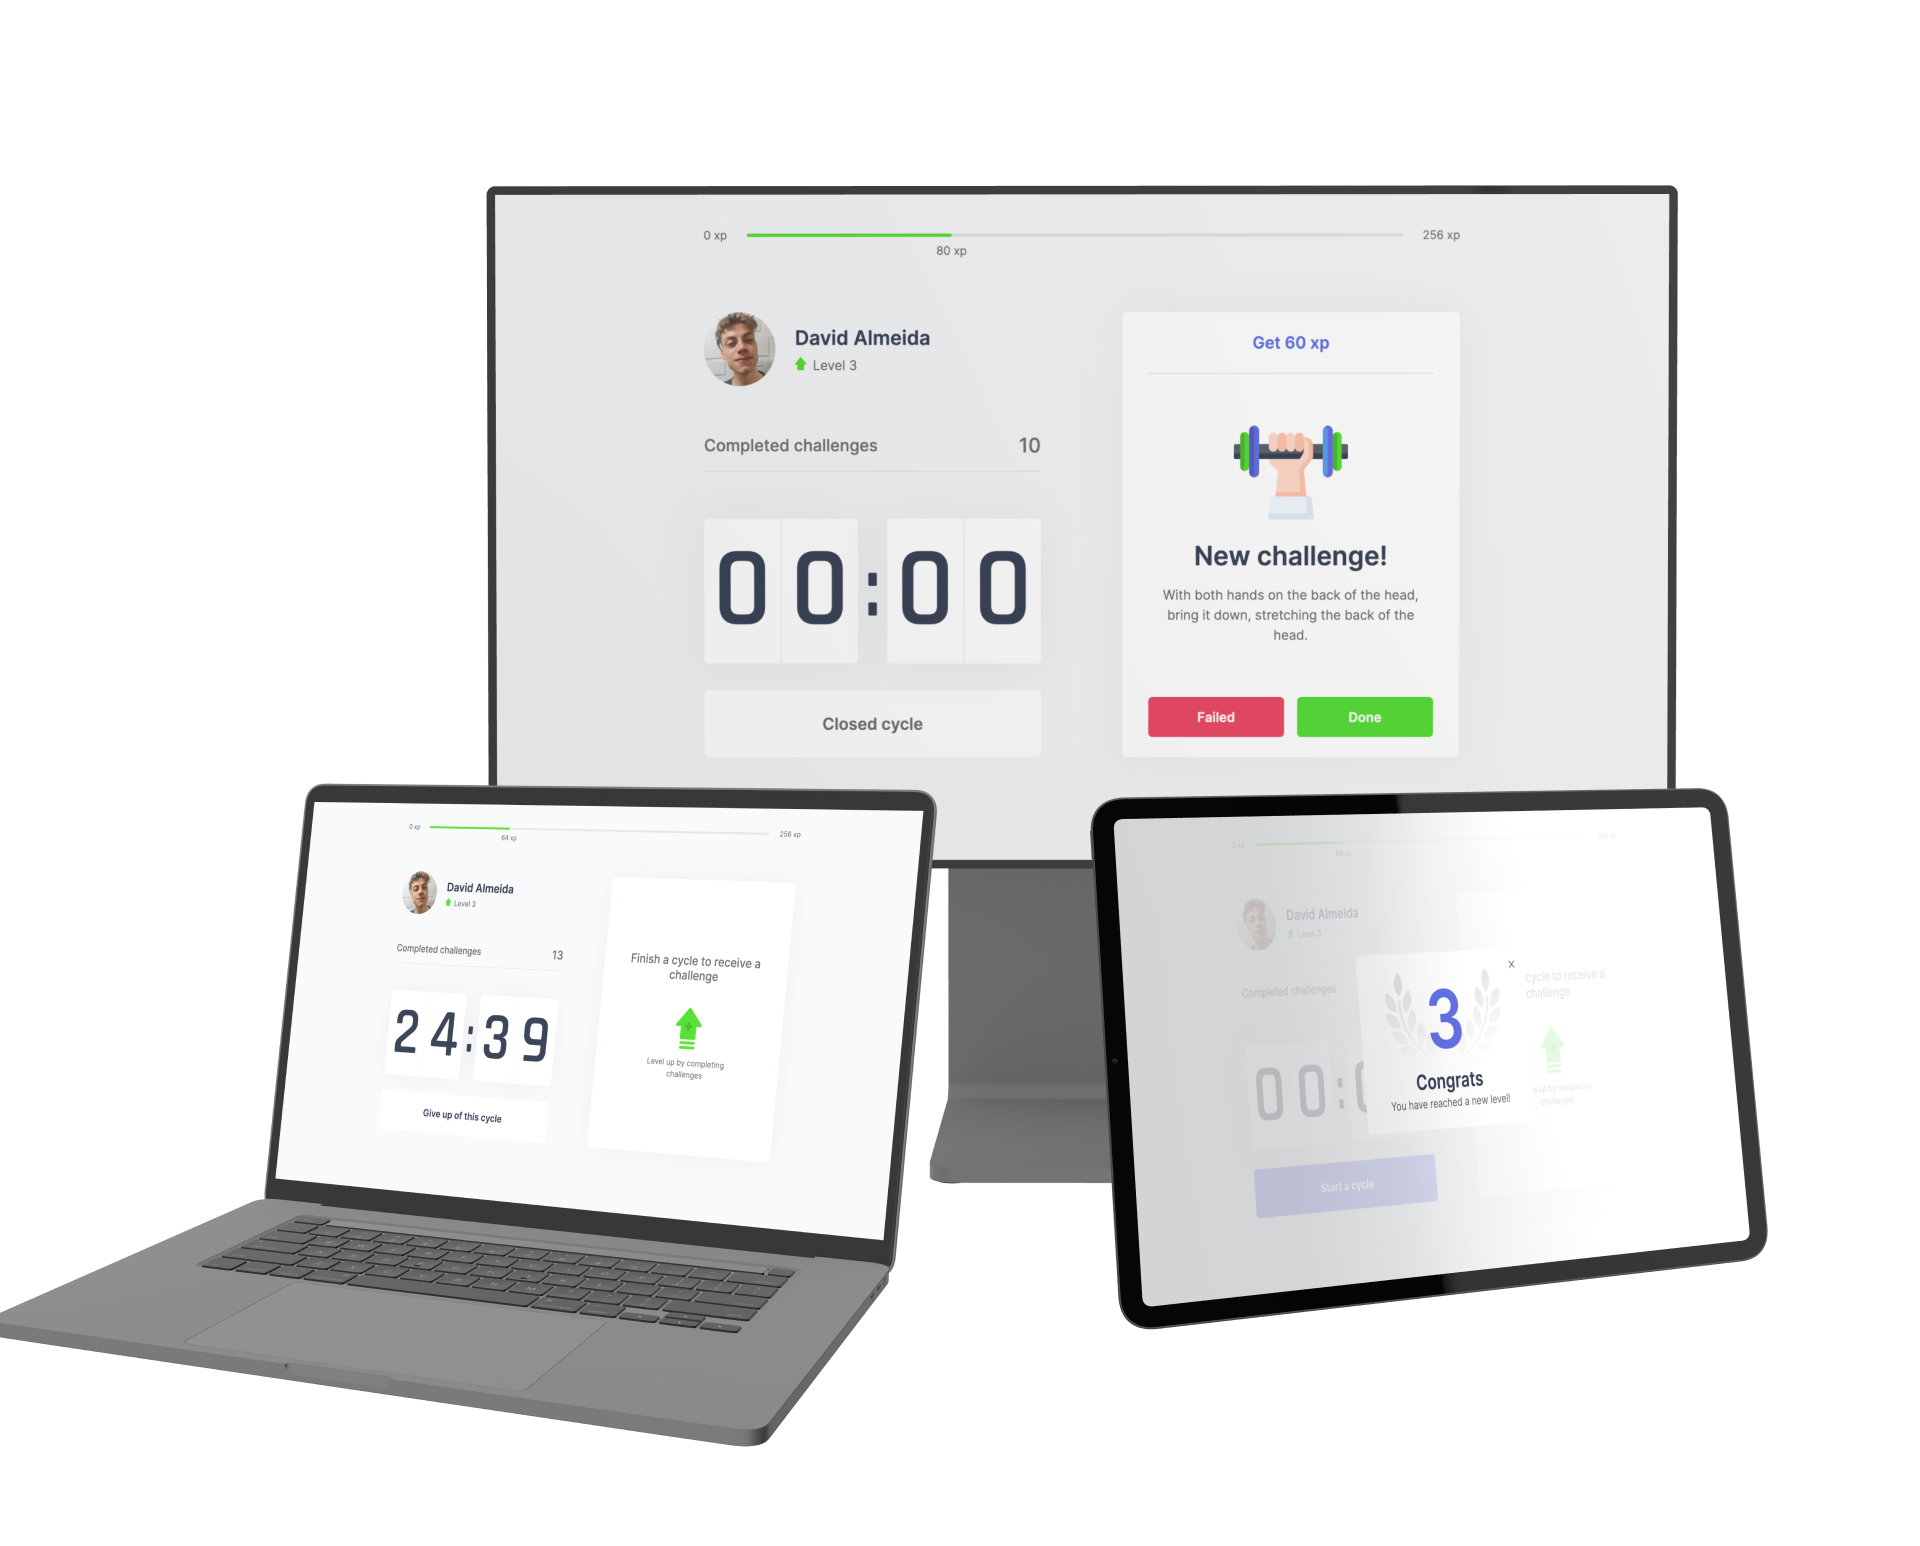 0 xp
256 xp
80 xp
David Almeida
Level 3
Completed challenges 10
00:00
Closed cycle
Get 60 xp
New challenge!
With both hands on the back of the head,
bring it down, stretching the back of the
head.
Failed Done
0 xp
256 xp
64 xp
David Almeida
Level 3
Completed challenges 13
24:39
Give up of this cycle
Finish a cycle to receive a
challenge
Level up by completing
challenges
0 xp
256 xp
64 xp
David Almeida
Level 3
Completed challenges
00:0
Start a cycle
x
3
Congrats
You have reached a new level!
cycle to receive a
challenge
up by completing
challenges